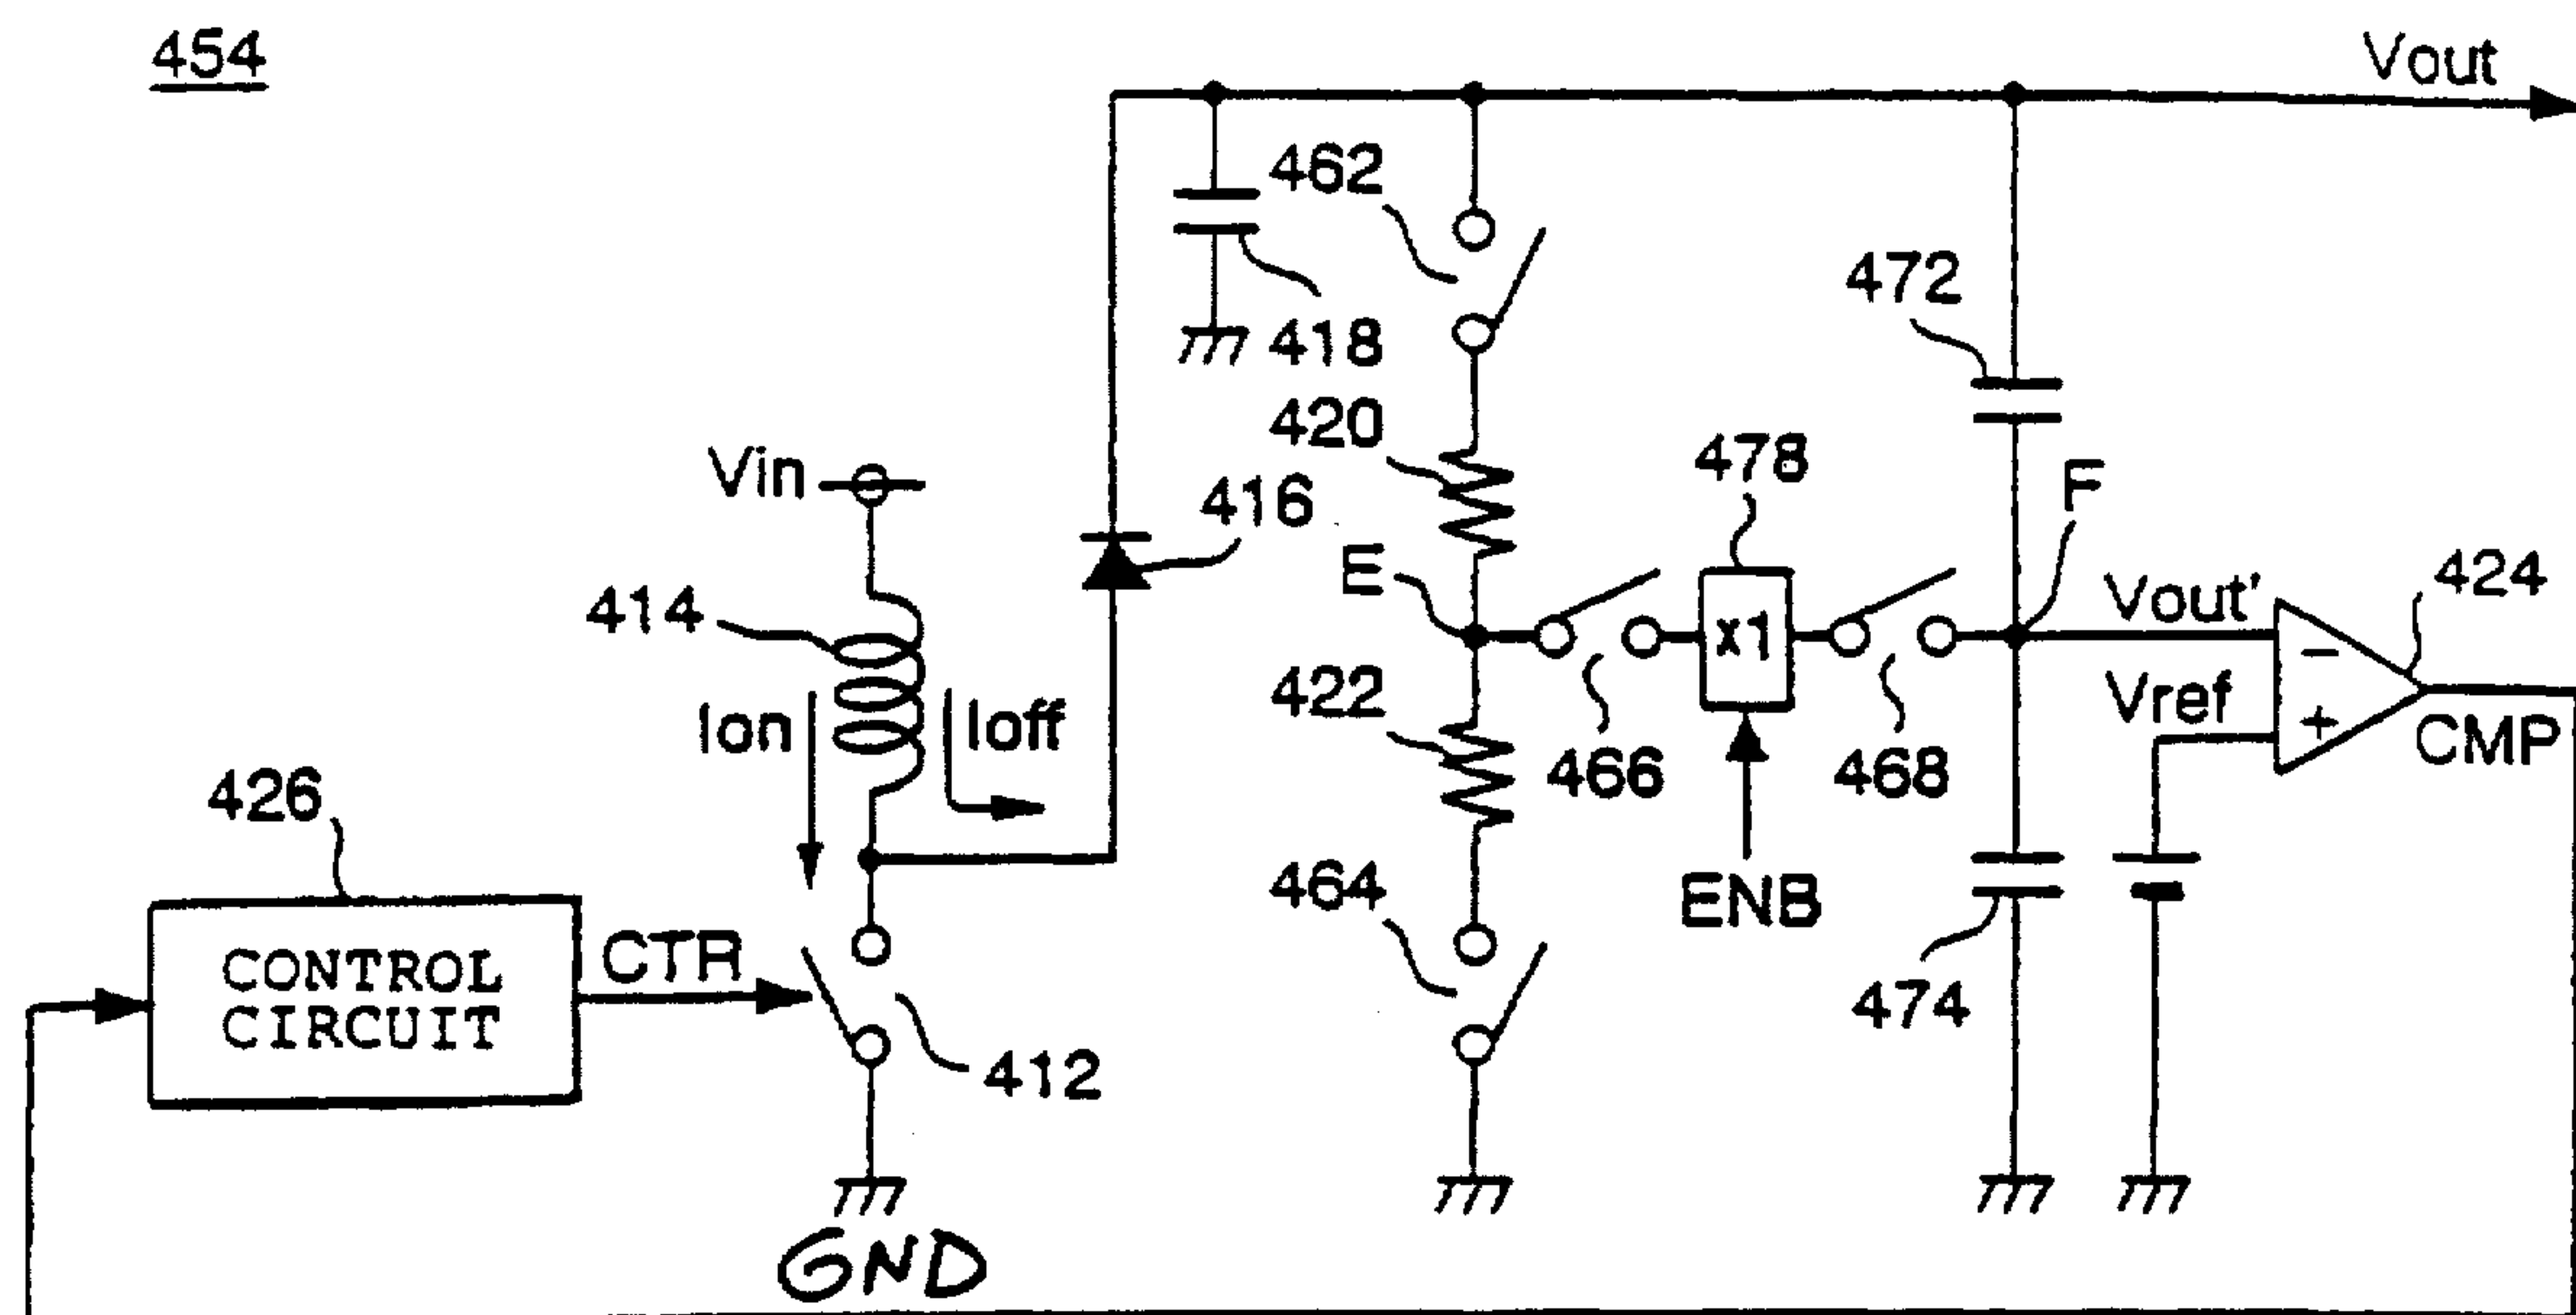 454
Vout
462
472
418
420
478
Vin
416
F
E
Vout'
424
414
x1
422
Vref
Ion
Ioff
466
468
CMP
426
464
ENB
CONTROL
CIRCUIT
CTR
474
412
GND